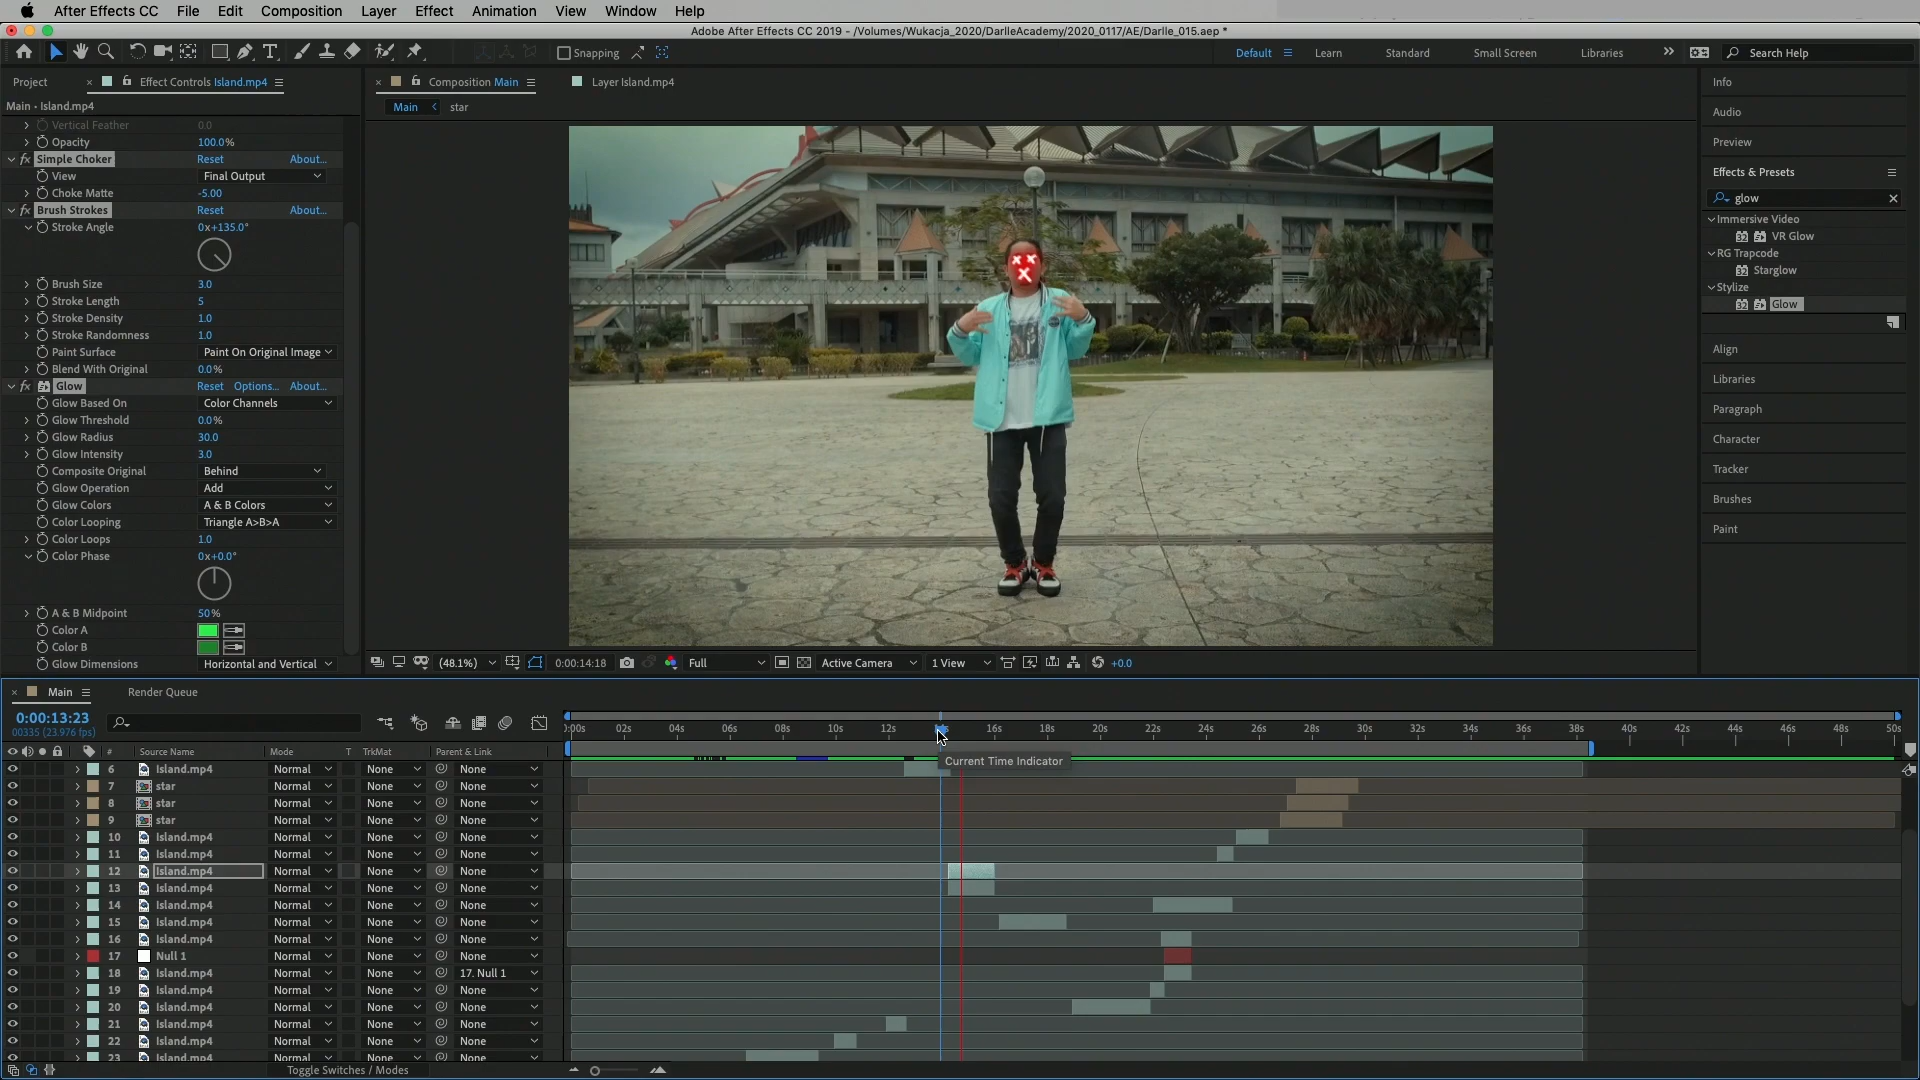 After Effects CC File Edit Composition Layer Effect Animation View Window Help
Adobe After Effects CC 2019 - /Volumes/Wukacja_2020/DarlleAcademy/2020_0117/AE/Darlle_015.aep *
Snapping Default Learn Standard Small Screen Libraries Search Help
Project Effect Controls Island.mp4
Composition Main Layer Island.mp4
Main - Island.mp4
Main star
Vertical Feather 0.0
Opacity 100.0%
Simple Choker Reset About...
View Final Output
Choke Matte -5.00
Brush Strokes Reset About...
Stroke Angle 0x+135.0°
Brush Size 3.0
Stroke Length 5
Stroke Density 1.0
Stroke Randomness 1.0
Paint Surface Paint On Original Image
Blend With Original 0.0%
Glow Reset Options... About...
Glow Based On Color Channels
Glow Threshold 0.0%
Glow Radius 30.0
Glow Intensity 3.0
Composite Original Behind
Glow Operation Add
Glow Colors A & B Colors
Color Looping Triangle A>B>A
Color Loops 1.0
Color Phase 0x+0.0°
A & B Midpoint 50%
Color A
Color B
Glow Dimensions Horizontal and Vertical
(48.1%) 0:00:14:18 Full Active Camera 1 View +0.0
Info
Audio
Preview
Effects & Presets
glow
Immersive Video
32 VR Glow
RG Trapcode
32 Starglow
Stylize
32 Glow
Align
Libraries
Paragraph
Character
Tracker
Brushes
Paint
Main Render Queue
0:00:13:23
00335 (23.976 fps)
:00s 02s 04s 06s 08s 10s 12s 16s 18s 20s 22s 24s 26s 28s 30s 32s 34s 36s 38s 40s 42s 44s 46s 48s 50s
# Source Name Mode T TrkMat Parent & Link
Current Time Indicator
6 Island.mp4 Normal None None
7 star Normal None None
8 star Normal None None
9 star Normal None None
10 Island.mp4 Normal None None
11 Island.mp4 Normal None None
12 Island.mp4 Normal None None
13 Island.mp4 Normal None None
14 Island.mp4 Normal None None
15 Island.mp4 Normal None None
16 Island.mp4 Normal None None
17 Null 1 Normal None None
18 Island.mp4 Normal None 17. Null 1
19 Island.mp4 Normal None None
20 Island.mp4 Normal None None
21 Island.mp4 Normal None None
22 Island.mp4 Normal None None
23 Island.mp4 Normal None None
Toggle Switches / Modes